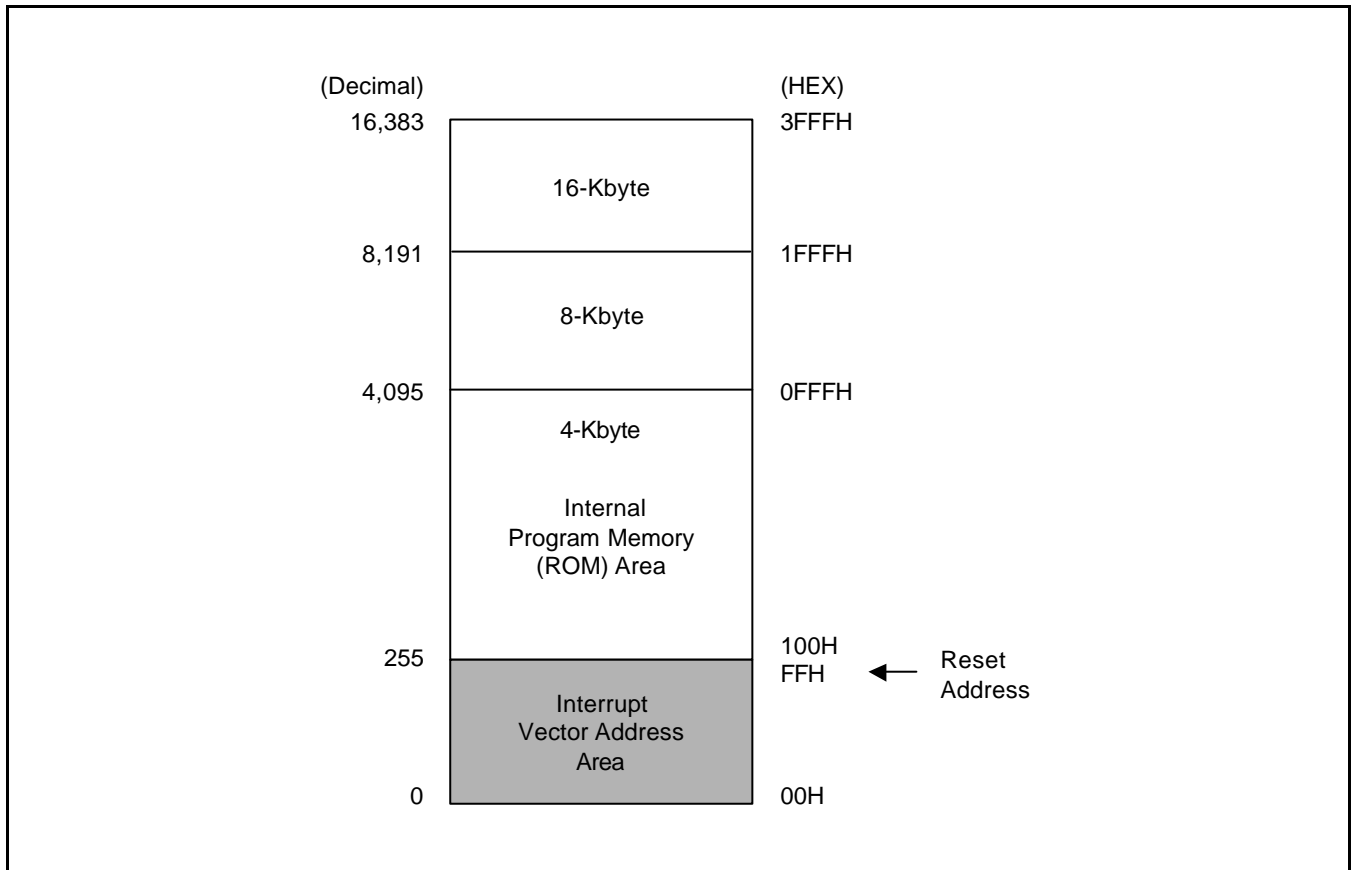 (Decimal) (HEX)
16,383 3FFFH
16-Kbyte
8,191 1FFFH
8-Kbyte
4,095 0FFFH
4-Kbyte
Internal
Program Memory
(ROM) Area
100H
255
FFH
Reset
Address
Interrupt
Vector Address
Area
0 00H